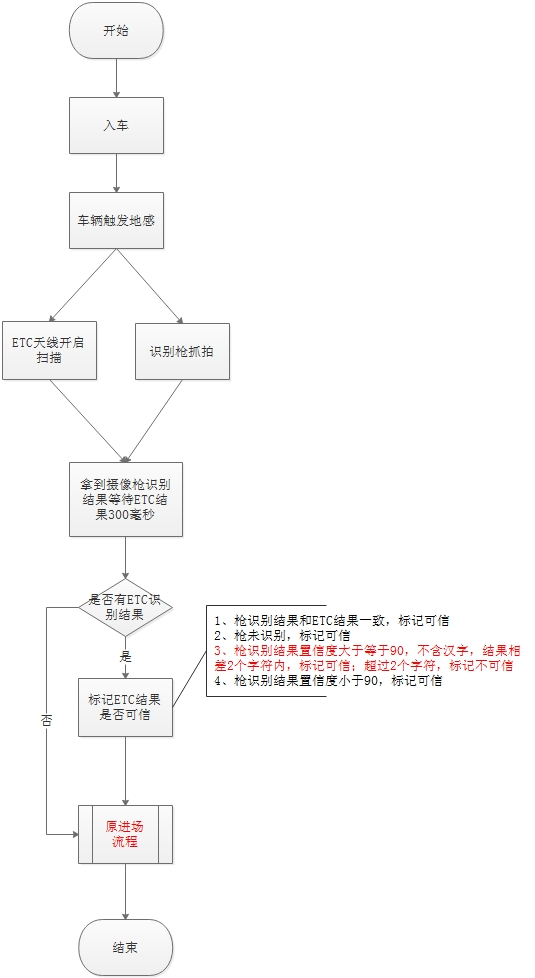 开始
入车
车辆触发地感
ETC天线开启
扫描
识别枪抓拍
拿到摄像枪识别
结果等待ETC结
果300毫秒
是否有ETC识
别结果
是
1、枪识别结果和ETC结果一致，标记可信
2、枪未识别，标记可信
3、枪识别结果置信度大于等于90，不含汉字，结果相
差2个字符内，标记可信；超过2个字符，标记不可信
4、枪识别结果置信度小于90，标记可信
标记ETC结果
是否可信
否
原进场
流程
结束